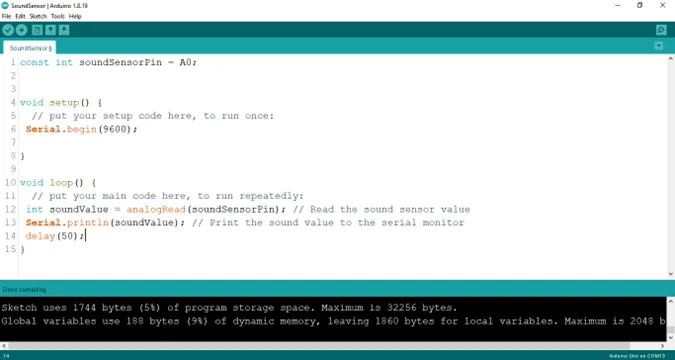 SoundSensor | Arduino 1.8.19
File Edit Sketch Tools Help
SoundSensor §
1 const int soundSensorPin = A0;
2
3
4 void setup() {
5 // put your setup code here, to run once:
6 Serial.begin(9600);
7
8 }
9
10 void loop() {
11 // put your main code here, to run repeatedly:
12 int soundValue = analogRead(soundSensorPin); // Read the sound sensor value
13 Serial.println(soundValue); // Print the sound value to the serial monitor
14 delay(50);
15 }
Done compiling.
Sketch uses 1744 bytes (5%) of program storage space. Maximum is 32256 bytes.
Global variables use 188 bytes (9%) of dynamic memory, leaving 1860 bytes for local variables. Maximum is 2048 b
14 Arduino Uno on COM13